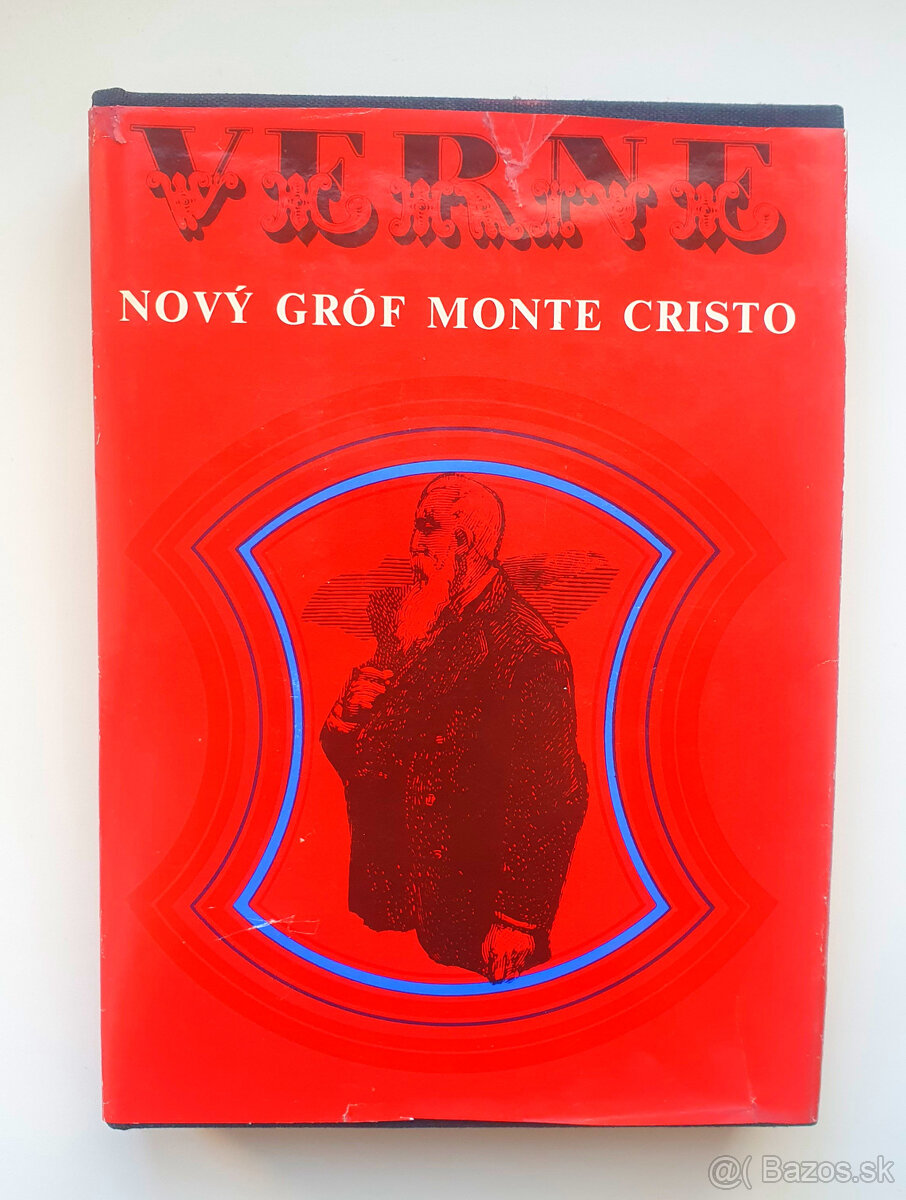 VERNE
NOVÝ GRÓF MONTE CRISTO
@( Bazos.sk